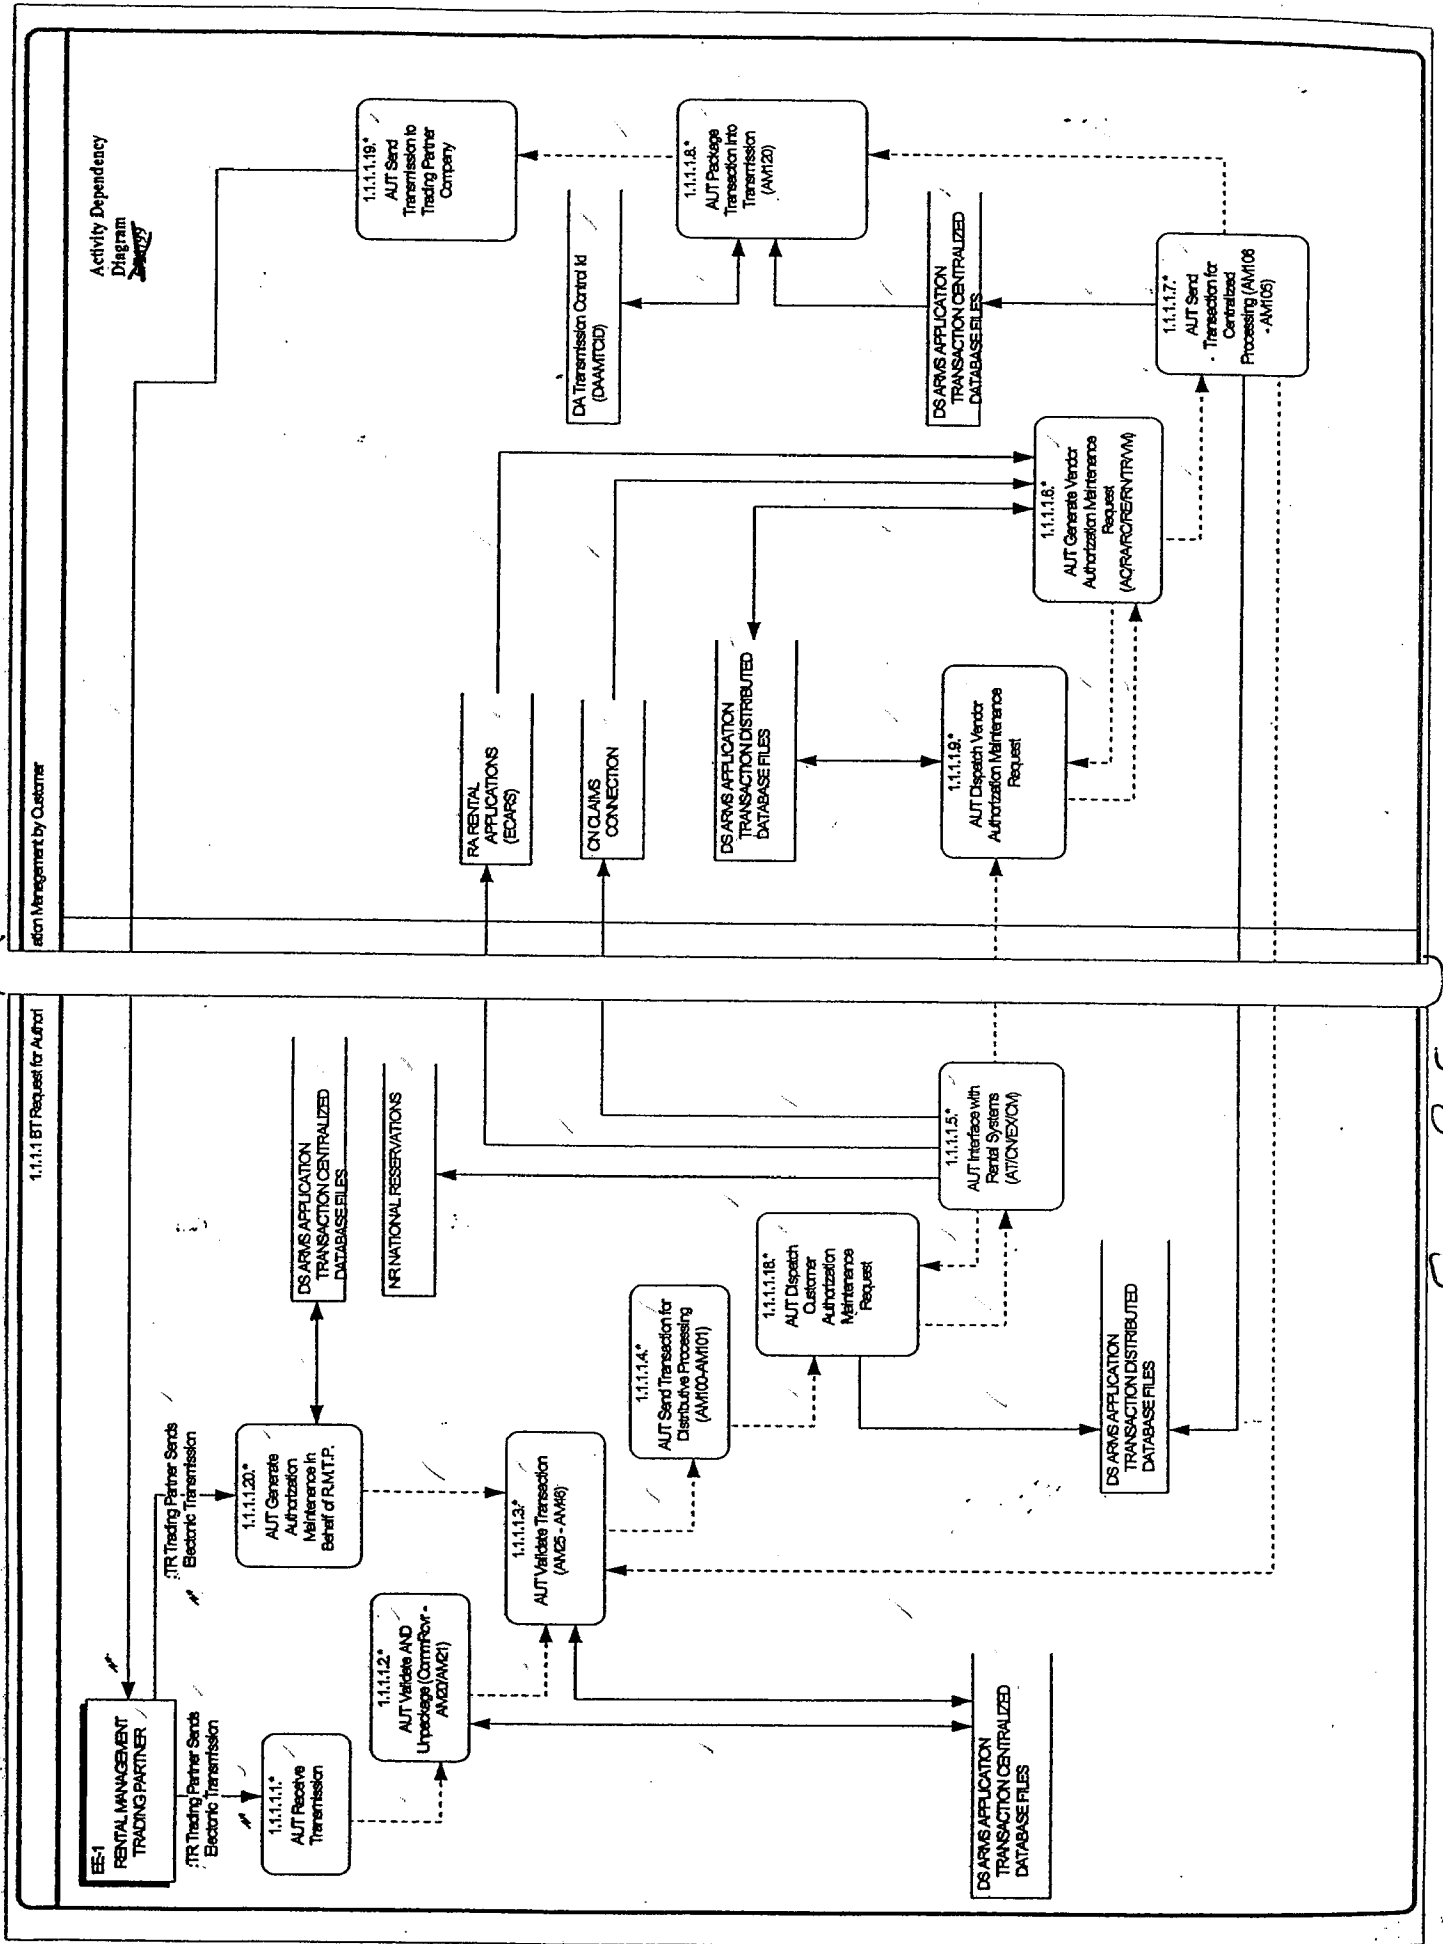 1.1.1.1 BT Request for Authori
ation Management by Customer
Activity Dependency
Diagram
EE-1
RENTAL MANAGEMENT
TRADING PARTNER
:TR Trading Partner Sends
Electonic Transmission
:TR Trading Partner Sends
Electonic Transmission
1.1.1.1.1.*
AUT Receive
Transmission
1.1.1.1.20.*
AUT Generate
Authorization
Maintenence In
Behalf of R.M.T.P.
DS ARMS APPLICATION
TRANSACTION CENTRALIZED
DATABASE FILES
NR NATIONAL RESERVATIONS
1.1.1.1.2.*
AUT Validate AND
Unpackage (CommRcvr -
AM20/AM21)
1.1.1.1.3.*
AUT Validate Transaction
(AM25 - AM46)
1.1.1.1.4.*
AUT Send Transaction for
Distributive Processing
(AM100-AM101)
1.1.1.1.18.*
AUT Dispatch
Customer
Authorization
Maintenance
Request
1.1.1.1.5.*
AUT Interface with
Rental Systems
(AT/CN/EX/CM)
DS ARMS APPLICATION
TRANSACTION CENTRALIZED
DATABASE FILES
DS ARMS APPLICATION
TRANSACTION DISTRIBUTED
DATABASE FILES
RA RENTAL
APPLICATIONS
(ECARS)
CN CLAIMS
CONNECTION
DS ARMS APPLICATION
TRANSACTION DISTRIBUTED
DATABASE FILES
1.1.1.1.9.*
AUT Dispatch Vendor
Authorization Maintenance
Request
1.1.1.1.6.*
AUT Generate Vendor
Authorization Maintenance
Request
(AC/RA/RC/RE/RN/TR/VM)
1.1.1.1.7.*
AUT Send
Transaction for
Centralized
Processing (AM106
- AM105)
DS ARMS APPLICATION
TRANSACTION CENTRALIZED
DATABASE FILES
DA Transmission Control Id
(DAAMTCID)
1.1.1.1.8.*
AUT Package
Transaction into
Transmission
(AM120)
1.1.1.1.19.*
AUT Send
Transmission to
Trading Partner
Company